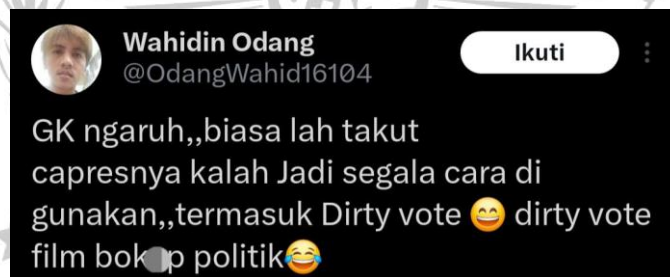 Wahidin Odang
@OdangWahid16104
Ikuti
GK ngaruh,,biasa lah takut
capresnya kalah Jadi segala cara di
gunakan,,termasuk Dirty vote 😄 dirty vote
film politik😂